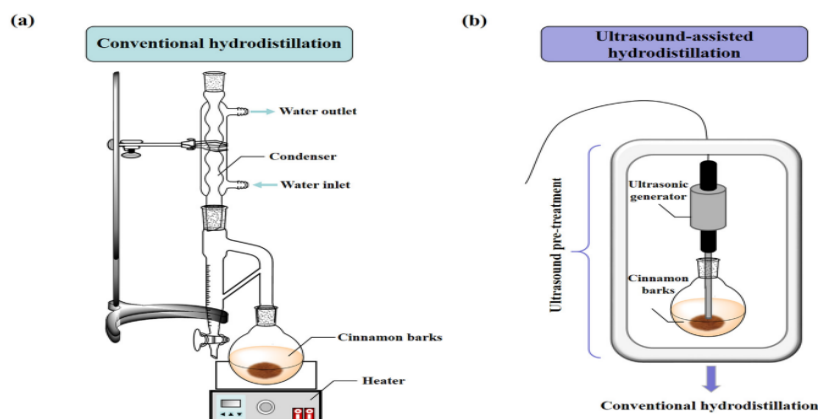 (a)
Conventional hydrodistillation
Water outlet
Condenser
Water inlet
Cinnamon barks
Heater
(b)
Ultrasound-assisted
hydrodistillation
Ultrasound pre-treatment
Ultrasonic
generator
Cinnamon
barks
Conventional hydrodistillation